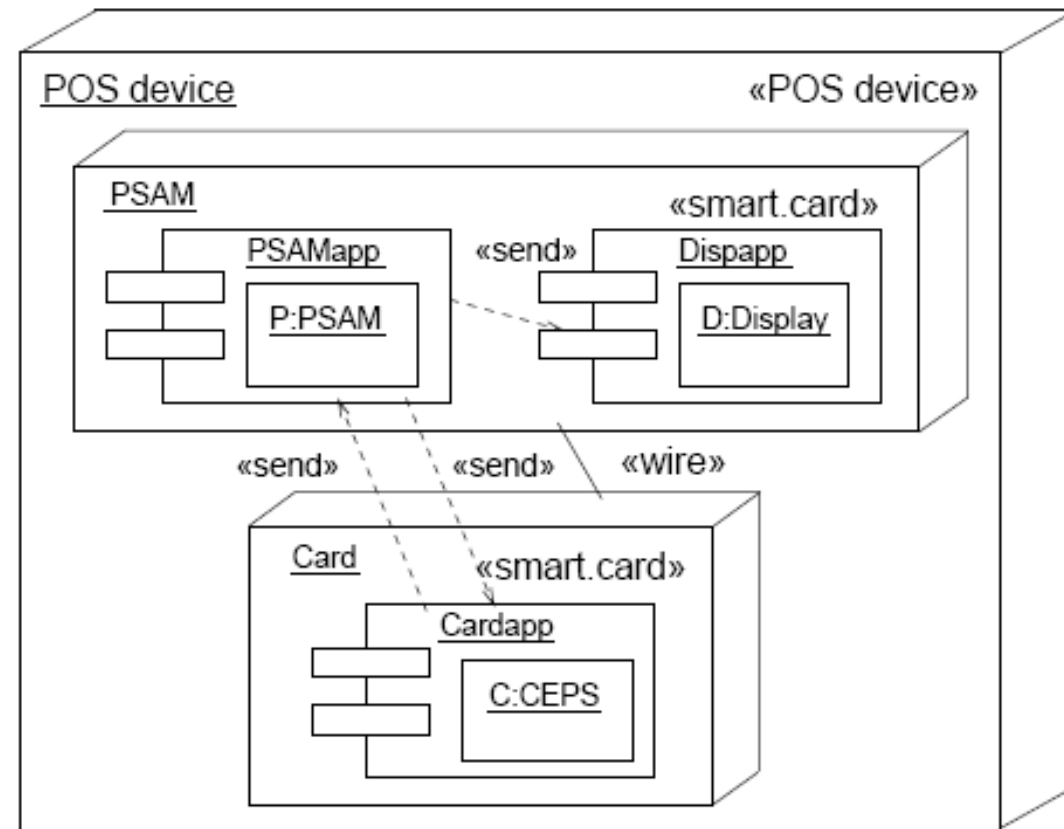 POS device «POS device»
PSAM
«smart.card»
PSAMapp «send» Dispapp
P:PSAM D:Display
«send» «send» «wire»
Card
«smart.card»
Cardapp
C:CEPS